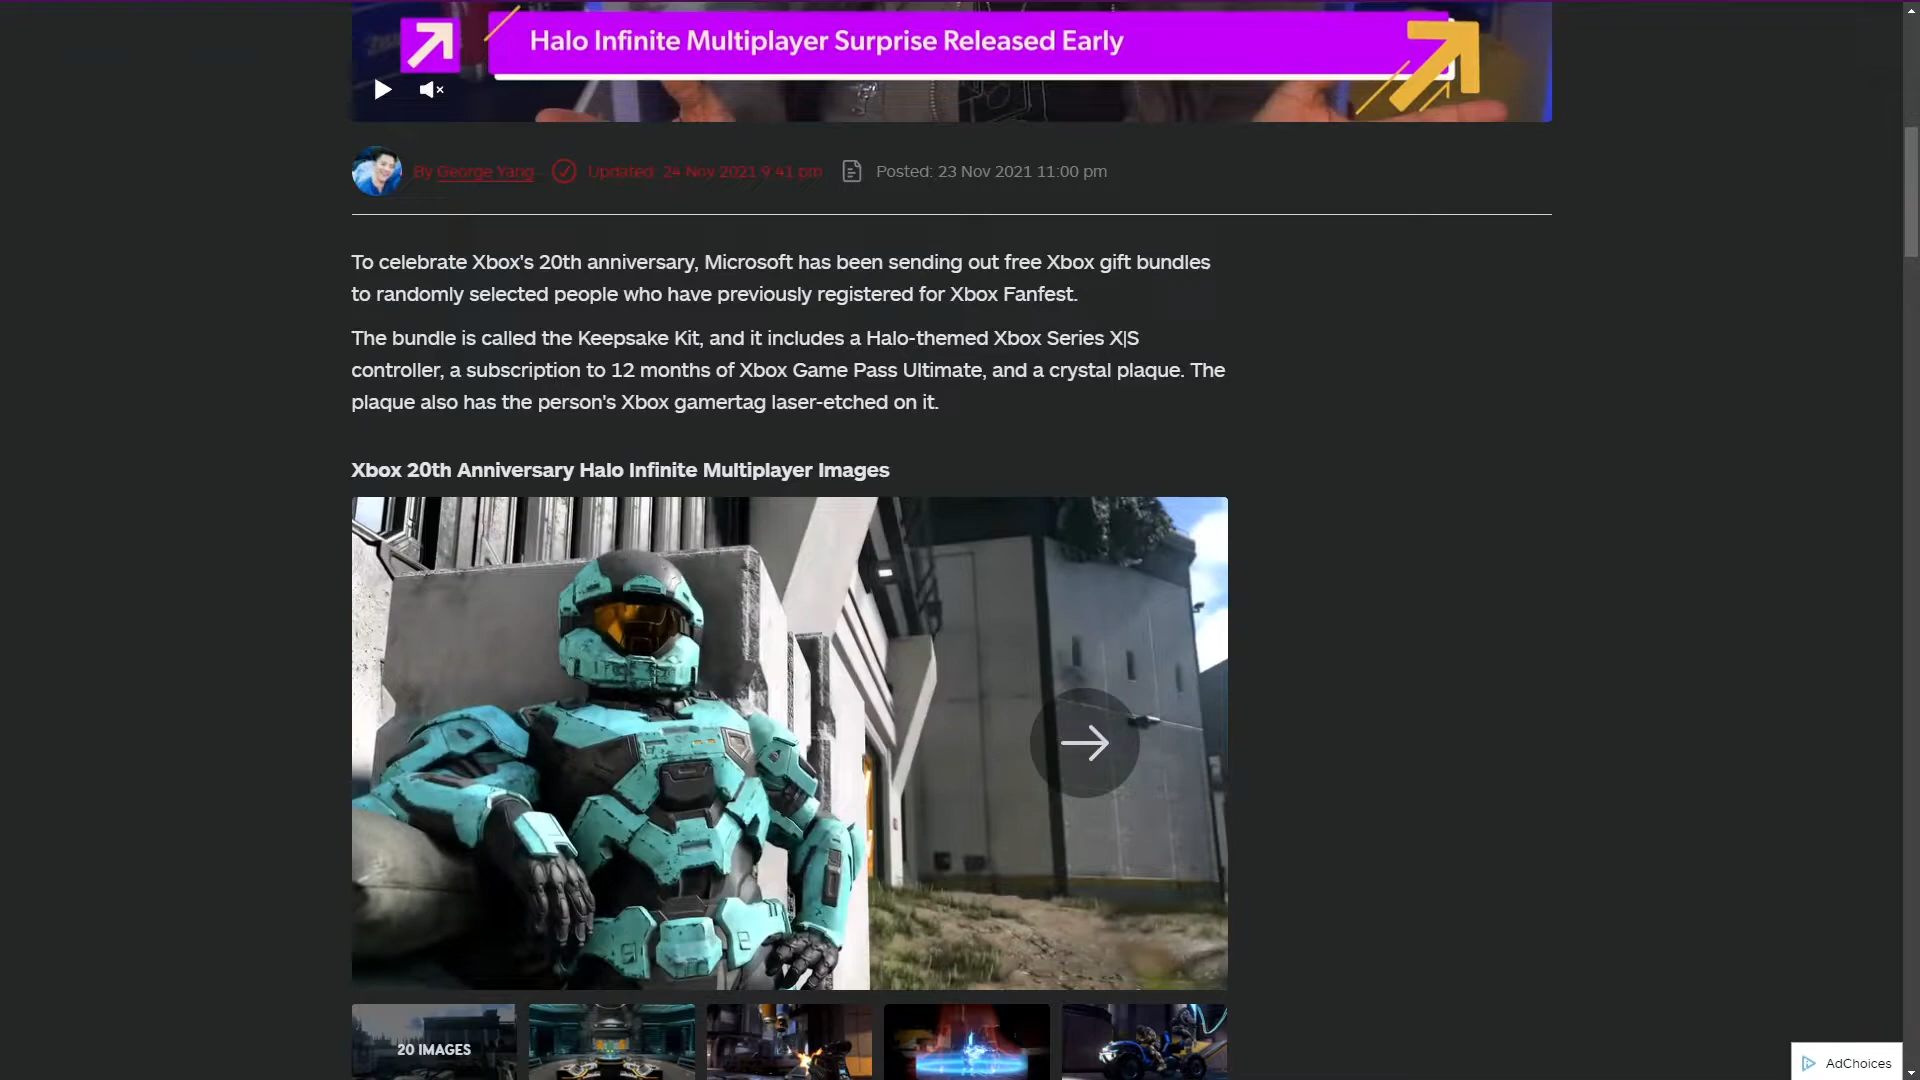 Halo Infinite Multiplayer Surprise Released Early
By George Yang Updated: 24 Nov 2021 9:41 pm Posted: 23 Nov 2021 11:00 pm
To celebrate Xbox's 20th anniversary, Microsoft has been sending out free Xbox gift bundles
to randomly selected people who have previously registered for Xbox Fanfest.
The bundle is called the Keepsake Kit, and it includes a Halo-themed Xbox Series X|S
controller, a subscription to 12 months of Xbox Game Pass Ultimate, and a crystal plaque. The
plaque also has the person's Xbox gamertag laser-etched on it.
Xbox 20th Anniversary Halo Infinite Multiplayer Images
20 IMAGES
AdChoices